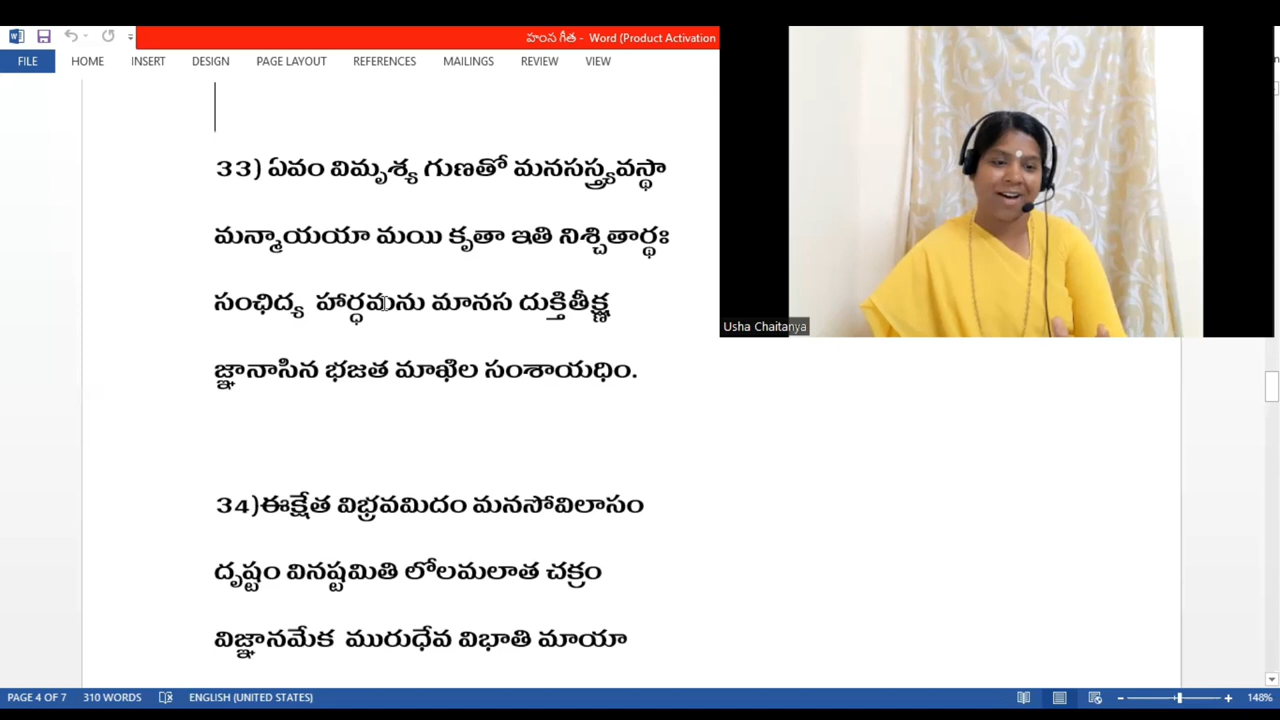 హంస గీత - Word (Product Activation
FILE HOME INSERT DESIGN PAGE LAYOUT REFERENCES MAILINGS REVIEW VIEW
33) ఏవం విమృశ్య గుణతో మనసస్త్ర్యవస్థా
మన్మాయయా మయి కృతా ఇతి నిశ్చితార్థః
సంఛిద్య హార్ధమను మానస దుక్తితీక్ష్ణ
జ్ఞానాసిన భజత మాఖిల సంశాయధిం.
Usha Chaitanya
34)ఈక్షేత విభ్రవమిదం మనసోవిలాసం
దృష్టం వినష్టమితి లోలమలాత చక్రం
విజ్ఞానమేక మురుధేవ విభాతి మాయా
PAGE 4 OF 7 310 WORDS ENGLISH (UNITED STATES) 148%